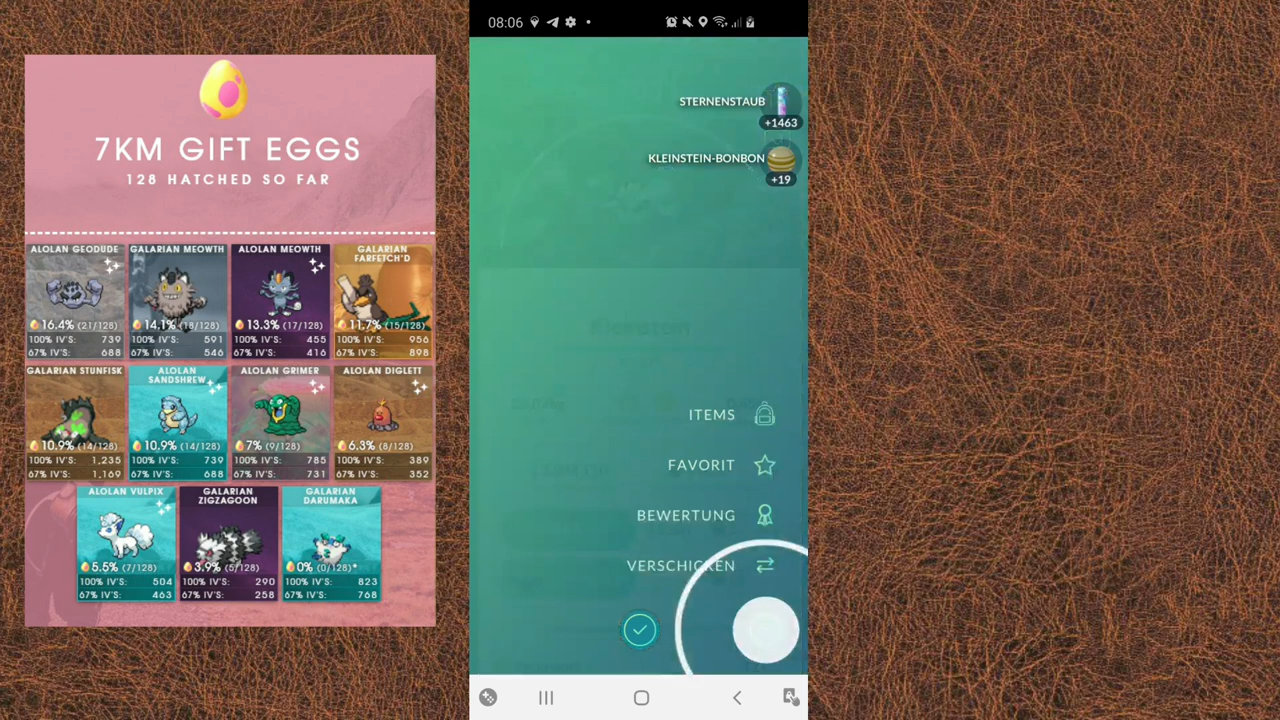 7KM GIFT EGGS
128 HATCHED SO FAR
ALOLAN GEODUDE
16.4% (21/128)
100% IV'S: 739
67% IV'S: 688
GALARIAN MEOWTH
14.1% (18/128)
100% IV'S: 591
67% IV'S: 546
ALOLAN MEOWTH
13.3% (17/128)
100% IV'S: 455
67% IV'S: 416
GALARIAN
FARFETCH'D
11.7% (15/128)
100% IV'S: 956
67% IV'S: 898
GALARIAN STUNFISK
10.9% (14/128)
100% IV'S: 1,235
67% IV'S: 1,169
ALOLAN
SANDSHREW
10.9% (14/128)
100% IV'S: 739
67% IV'S: 688
ALOLAN GRIMER
7% (9/128)
100% IV'S: 785
67% IV'S: 731
ALOLAN DIGLETT
6.3% (8/128)
100% IV'S: 389
67% IV'S: 352
ALOLAN VULPIX
5.5% (7/128)
100% IV'S: 504
67% IV'S: 463
GALARIAN
ZIGZAGOON
3.9% (5/128)
100% IV'S: 290
67% IV'S: 258
GALARIAN
DARUMAKA
0% (0/128)*
100% IV'S: 823
67% IV'S: 768
08:06
STERNENSTAUB
+1463
KLEINSTEIN-BONBON
+19
Kleinstein
ITEMS
FAVORIT
BEWERTUNG
VERSCHICKEN